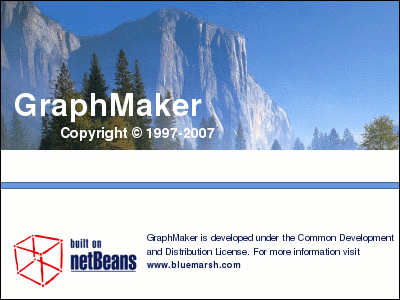 GraphMaker
Copyright © 1997-2007
built on
netBeans
GraphMaker is developed under the Common Development
and Distribution License. For more information visit
www.bluemarsh.com